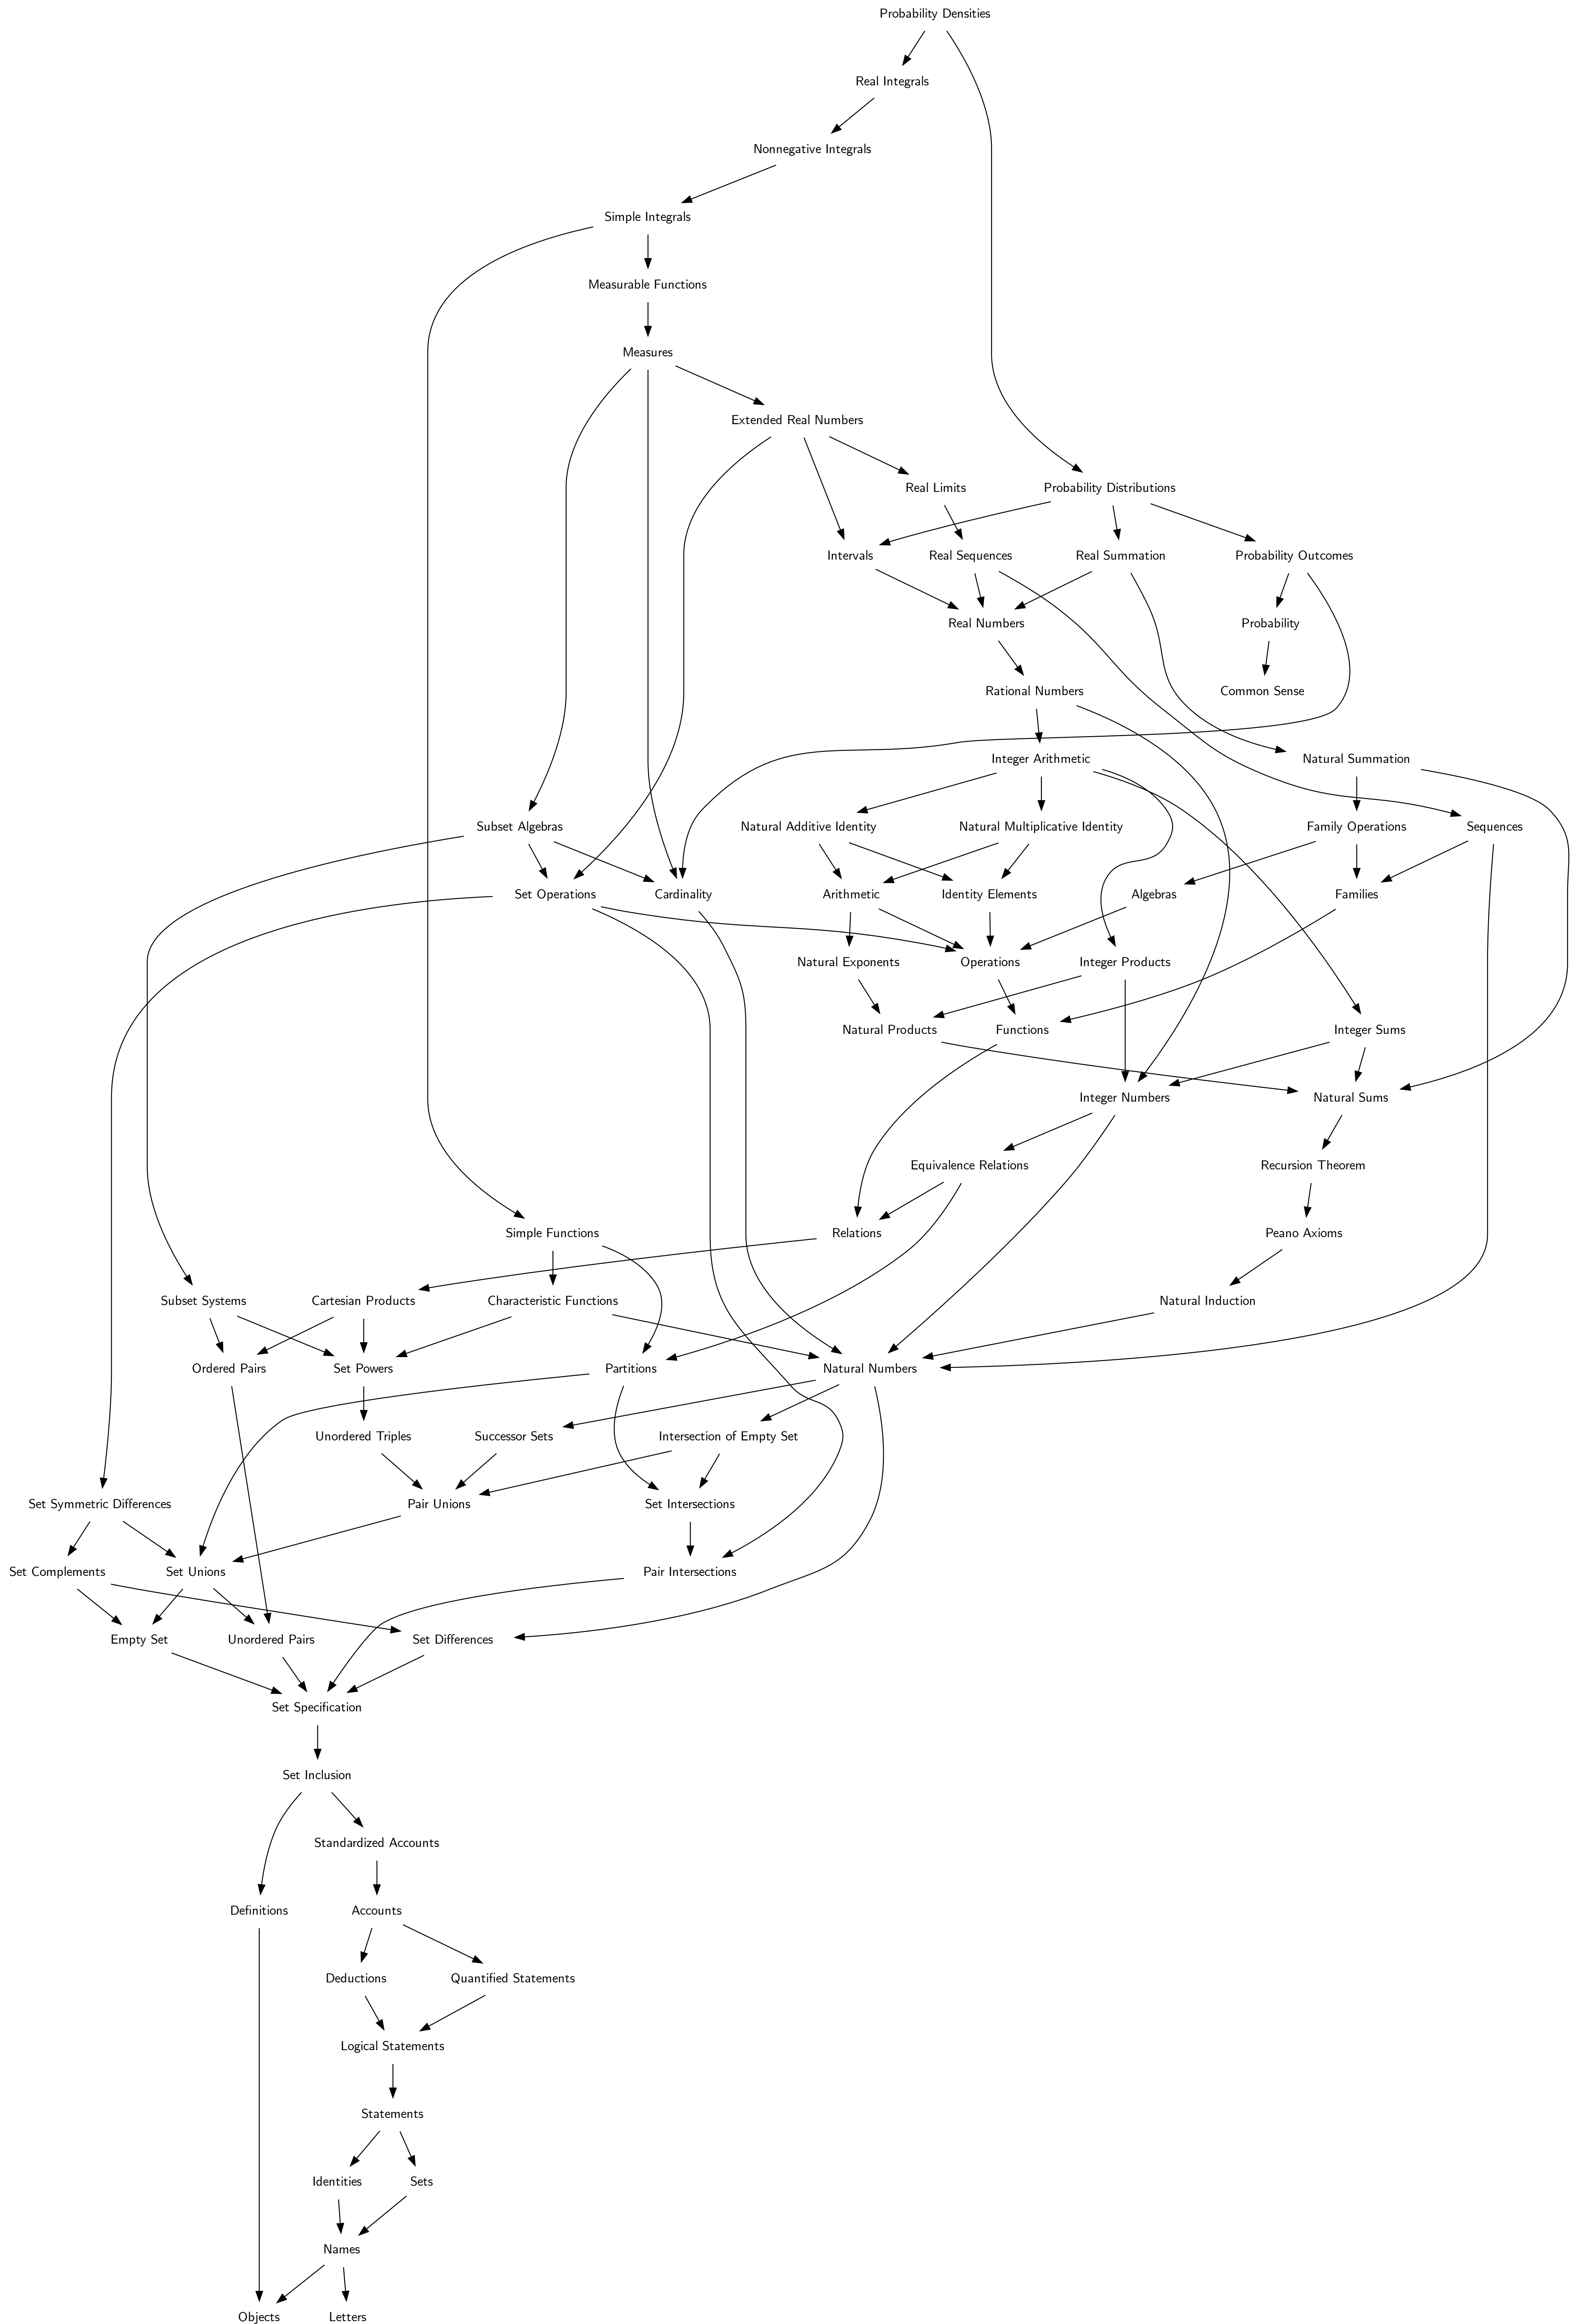 Probability Densities
Real Integrals
Nonnegative Integrals
Simple Integrals
Measurable Functions
Measures
Extended Real Numbers
Real Limits
Probability Distributions
Intervals
Real Sequences
Real Summation
Probability Outcomes
Real Numbers
Probability
Rational Numbers
Common Sense
Integer Arithmetic
Natural Summation
Subset Algebras
Natural Additive Identity
Natural Multiplicative Identity
Family Operations
Sequences
Set Operations
Cardinality
Arithmetic
Identity Elements
Algebras
Families
Natural Exponents
Operations
Integer Products
Natural Products
Functions
Integer Sums
Integer Numbers
Natural Sums
Equivalence Relations
Recursion Theorem
Simple Functions
Relations
Peano Axioms
Subset Systems
Cartesian Products
Characteristic Functions
Natural Induction
Ordered Pairs
Set Powers
Partitions
Natural Numbers
Unordered Triples
Successor Sets
Intersection of Empty Set
Set Symmetric Differences
Pair Unions
Set Intersections
Set Complements
Set Unions
Pair Intersections
Empty Set
Unordered Pairs
Set Differences
Set Specification
Set Inclusion
Standardized Accounts
Definitions
Accounts
Deductions
Quantified Statements
Logical Statements
Statements
Identities
Sets
Names
Objects
Letters